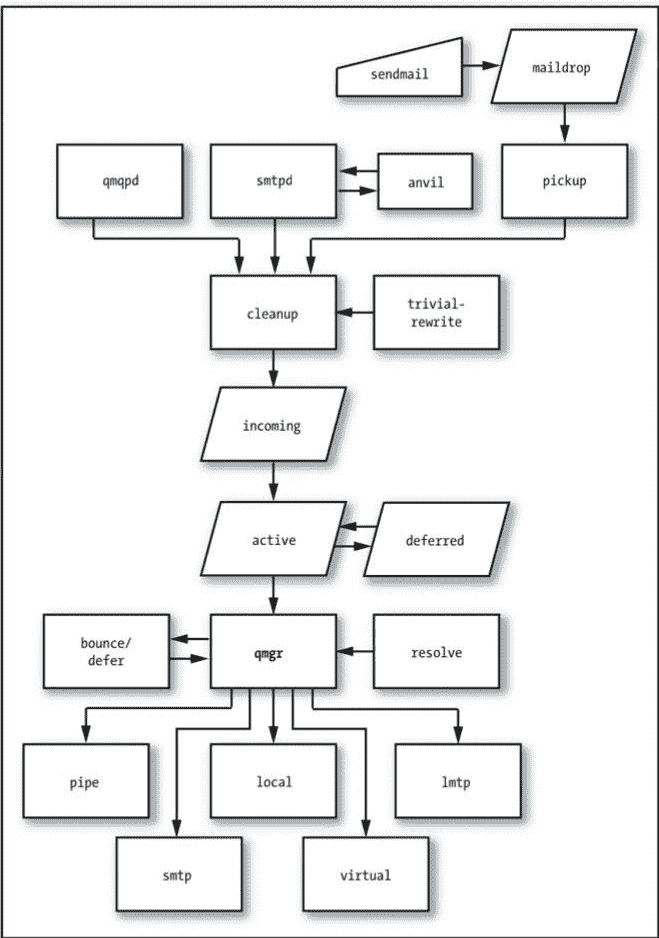 sendmail
maildrop
qmqpd
smtpd
anvil
pickup
cleanup
trivial-
rewrite
incoming
active
deferred
bounce/
defer
qmgr
resolve
pipe
local
lmtp
smtp
virtual